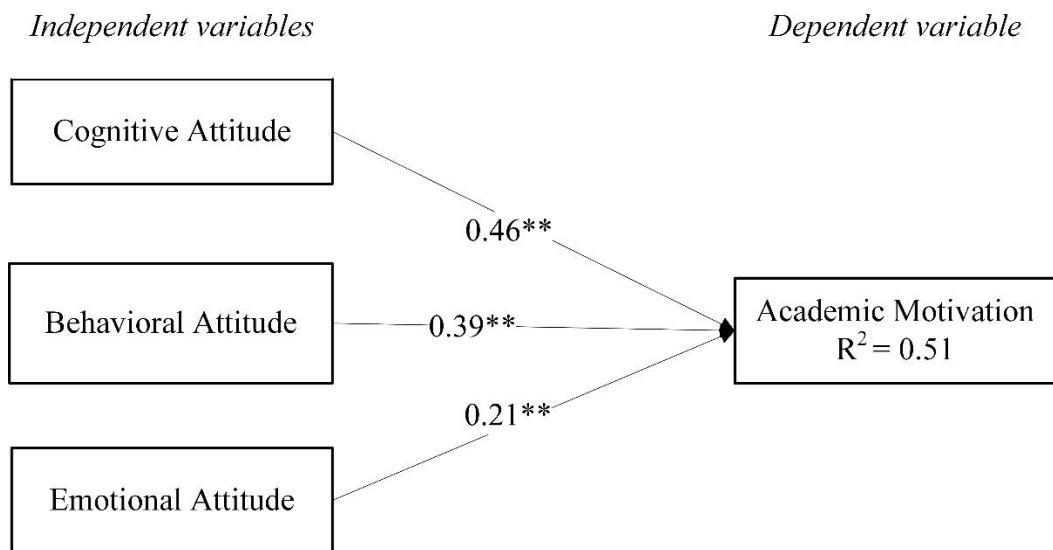 Independent variables
Dependent variable
Cognitive Attitude
0.46**
Behavioral Attitude
0.39**
Academic Motivation
R² = 0.51
0.21**
Emotional Attitude